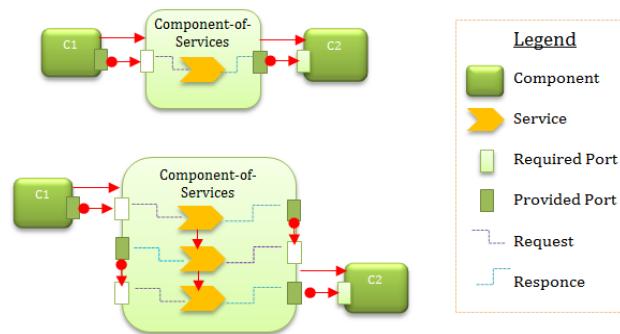 C1
Component-of-
Services
C2
C1
Component-of-
Services
C2
Legend
Component
Service
Required Port
Provided Port
Request
Responce